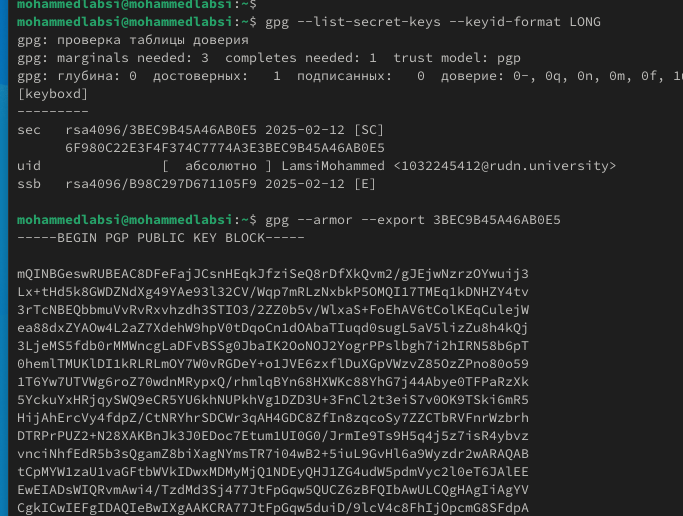 mohammedlabsi@mohammedlabsi:~$
mohammedlabsi@mohammedlabsi:~$ gpg --list-secret-keys --keyid-format LONG
gpg: проверка таблицы доверия
gpg: marginals needed: 3  completes needed: 1  trust model: pgp
gpg: глубина: 0  достоверных:   1  подписанных:   0  доверие: 0-, 0q, 0n, 0m, 0f, 1
[keyboxd]
---------
sec   rsa4096/3BEC9B45A46AB0E5 2025-02-12 [SC]
      6F980C22E3F4F374C7774A3E3BEC9B45A46AB0E5
uid                 [  абсолютно ] LamsiMohammed <1032245412@rudn.university>
ssb   rsa4096/B98C297D671105F9 2025-02-12 [E]

mohammedlabsi@mohammedlabsi:~$ gpg --armor --export 3BEC9B45A46AB0E5
-----BEGIN PGP PUBLIC KEY BLOCK-----

mQINBGeswRUBEAC8DFeFajJCsnHEqkJfziSeQ8rDfXkQvm2/gJEjwNzrzOYwuij3
Lx+tHd5k8GWDZNdXg49YAe93l32CV/Wqp7mRLzNxbkP5OMQI17TMEq1kDNHZY4tv
3rTcNBEQbbmuVvRvRxvhzdh3STIO3/2ZZ0b5v/WlxaS+FoEhAV6tColKEqCulejW
ea88dxZYAOw4L2aZ7XdehW9hpV0tDqoCn1dOAbaTIuqd0sugL5aV5lizZu8h4kQj
3LjeMS5fdb0rMMWncgLaDFvBSSg0JbaIK2OoNOJ2YogrPPslbgh7i2hIRN58b6pT
0hemlTMUKlDI1kRLRLmOY7W0vRGDeY+o1JVE6zxflDuXGpVWzvZ85OzZPno80o59
1T6Yw7UTVWg6roZ70wdnMRypxQ/rhmlqBYn68HXWKc88YhG7j44Abye0TFPaRzXk
5YckuYxHRjqySWQ9eCR5YU6khNUPkhVg1DZD3U+3FnCl2t3eiS7v0OK9TSki6mR5
HijAhErcVy4fdpZ/CtNRYhrSDCWr3qAH4GDC8ZfIn8zqcoSy7ZZCTbRVFnrWzbrh
DTRPrPUZ2+N28XAKBnJk3J0EDoc7Etum1UI0G0/JrmIe9Ts9H5q4j5z7isR4ybvz
vnciNhfEdR5b3sQgamZ8biXagNYmsTR7i04wB2+5iuL9GvHl6a9Wyzdr2wARAQAB
tCpMYW1zaU1vaGFtbWVkIDwxMDMyMjQ1NDEyQHJ1ZG4udW5pdmVyc2l0eT6JAlEE
EwEIADsWIQRvmAwi4/TzdMd3Sj477JtFpGqw5QUCZ6zBFQIbAwULCQgHAgIiAgYV
CgkICwIEFgIDAQIeBwIXgAAKCRA77JtFpGqw5duiD/9lcV4c8FhIjOpcmG8SFdpA